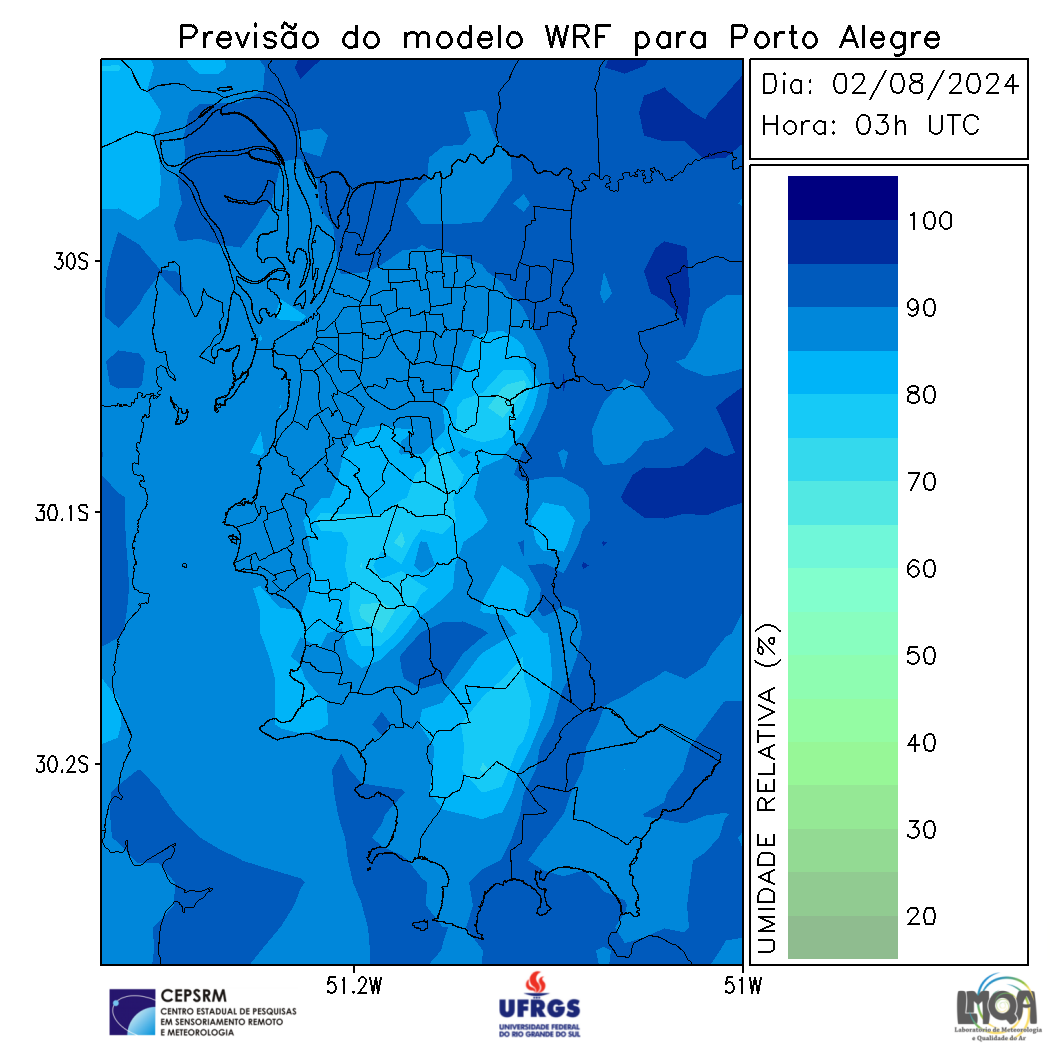 Previsão do modelo WRF para Porto Alegre
Dia: 02/08/2024
Hora: 03h UTC
30S
30.1S
30.2S
51.2W
51W
100
90
80
70
60
50
40
30
20
UMIDADE RELATIVA (%)
CEPSRM
CENTRO ESTADUAL DE PESQUISAS
EM SENSORIAMENTO REMOTO
E METEOROLOGIA
UFRGS
UNIVERSIDADE FEDERAL
DO RIO GRANDE DO SUL
LMQA
Laboratório de Meteorologia
e Qualidade do Ar